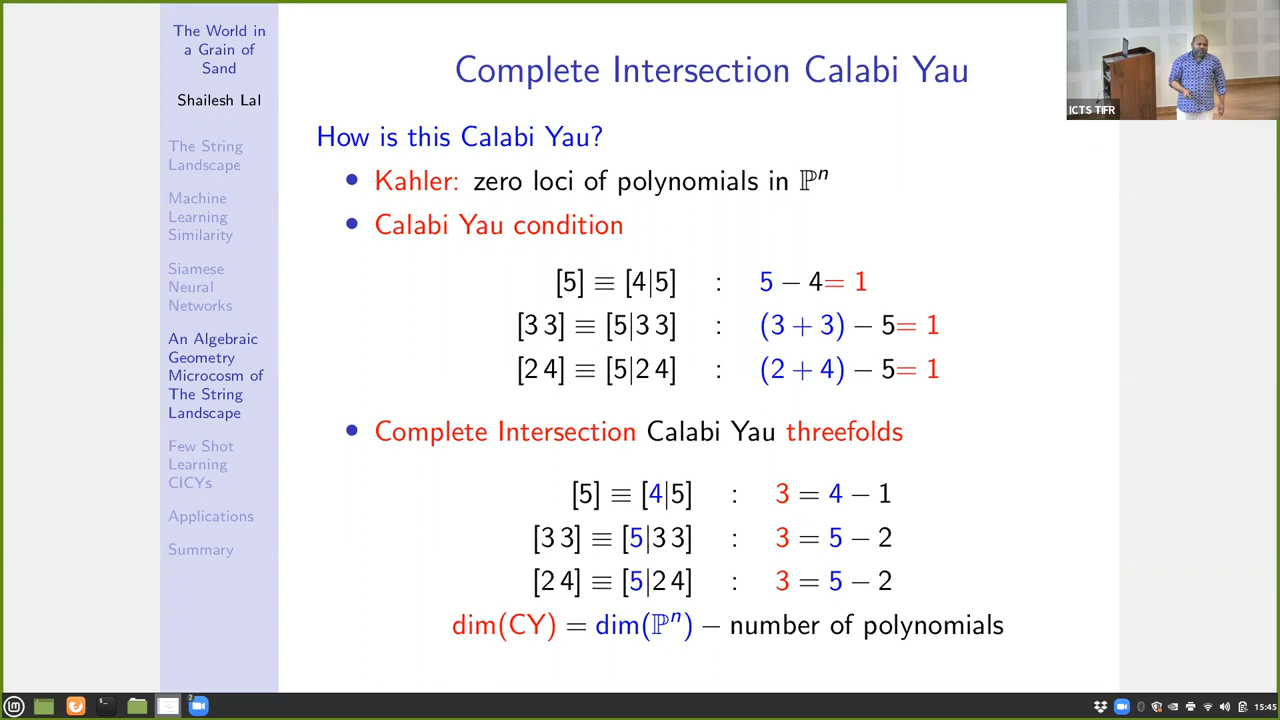 The World in
a Grain of
Sand
Shailesh Lal
The String
Landscape
Machine
Learning
Similarity
Siamese
Neural
Networks
An Algebraic
Geometry
Microcosm of
The String
Landscape
Few Shot
Learning
CICYs
Applications
Summary
Complete Intersection Calabi Yau
How is this Calabi Yau?
• Kahler: zero loci of polynomials in ℙⁿ
• Calabi Yau condition
[5] ≡ [4|5] : 5 − 4 = 1
[3 3] ≡ [5|3 3] : (3 + 3) − 5 = 1
[2 4] ≡ [5|2 4] : (2 + 4) − 5 = 1
• Complete Intersection Calabi Yau threefolds
[5] ≡ [4|5] : 3 = 4 − 1
[3 3] ≡ [5|3 3] : 3 = 5 − 2
[2 4] ≡ [5|2 4] : 3 = 5 − 2
dim(CY) = dim(ℙⁿ) − number of polynomials
ICTS TIFR
2
15:45